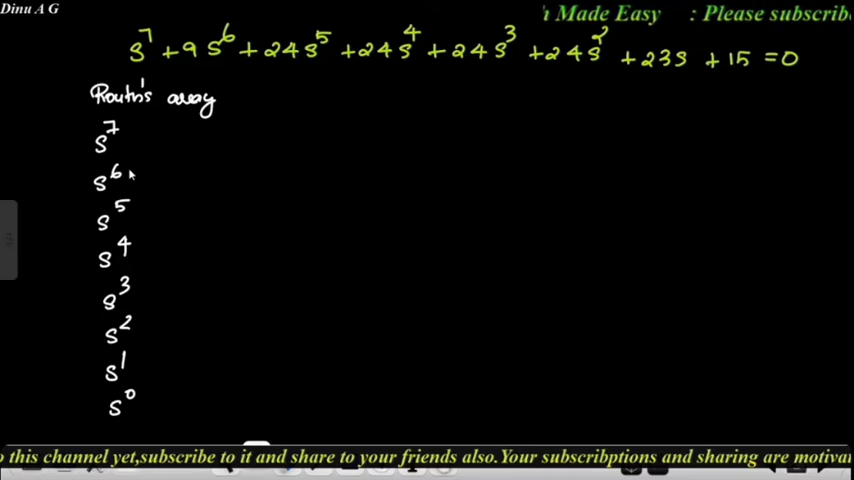 Dinu A G
Made Easy : Please subscrib
s⁷ + 9s⁶ + 24s⁵ + 24s⁴ + 24s³ + 24s² + 23s + 15 = 0
Routh's array
s⁷
s⁶
s⁵
s⁴
s³
s²
s¹
s⁰
o this channel yet,subscribe to it and share to your friends also.Your subscribptions and sharing are motiva